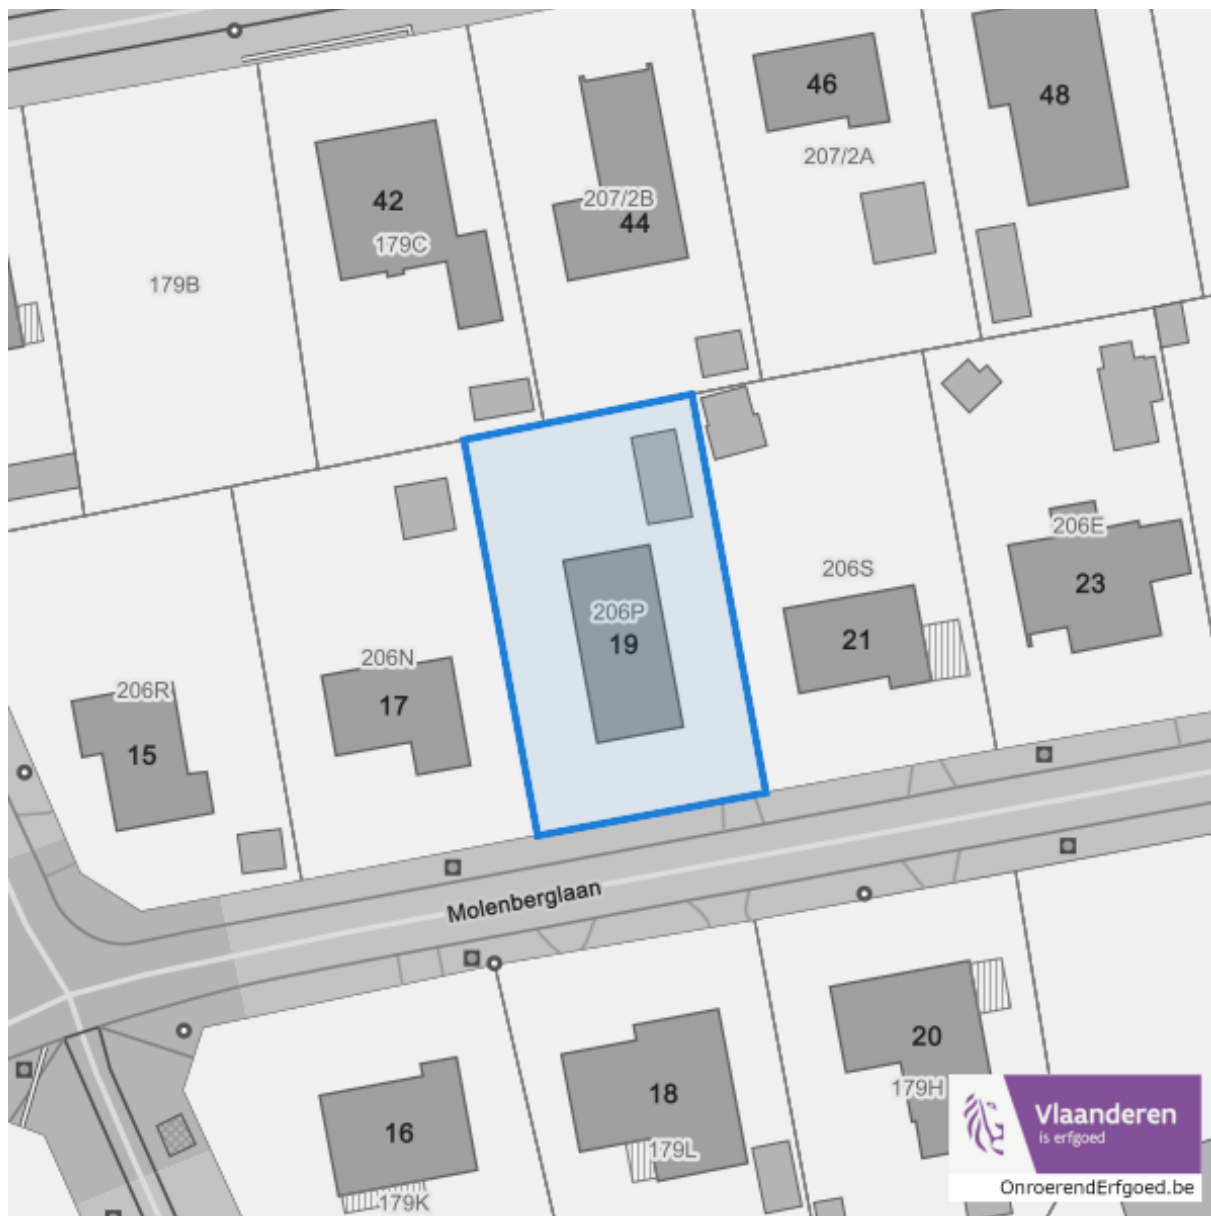 46
48
207/2A
42
207/2B
44
179C
179B
206E
23
206S
206P
19
21
206N
17
206R
15
Molenberglaan
20
179H
18
16
179L
179K
Vlaanderen
is erfgoed
OnroerendErfgoed.be